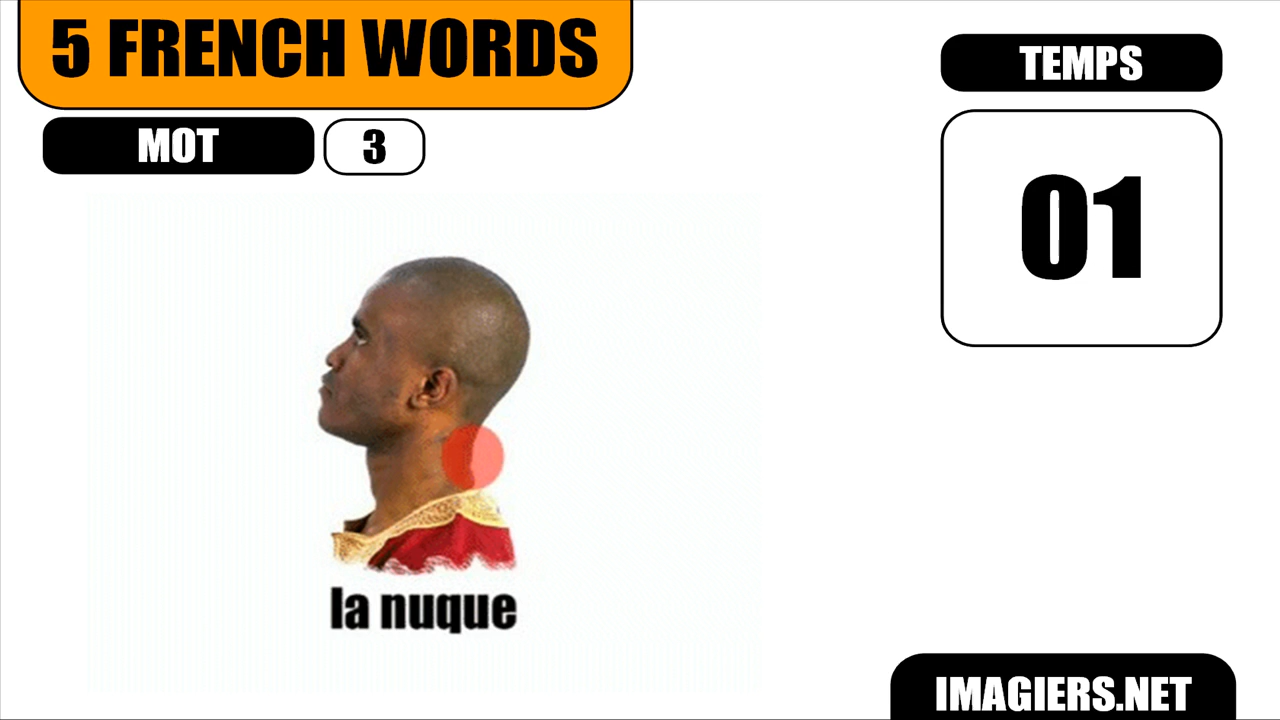 5 FRENCH WORDS
TEMPS
MOT 3
01
la nuque
IMAGIERS.NET